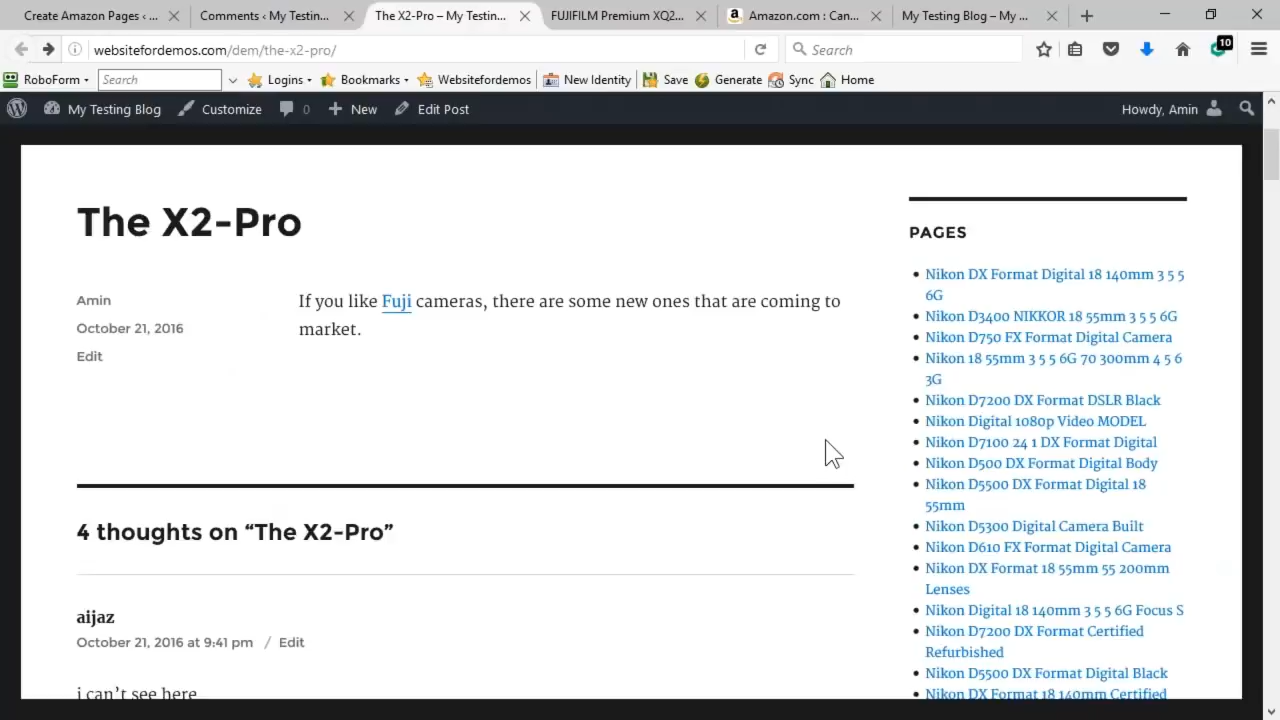 Create Amazon Pages ‹ ...
Comments ‹ My Testin...
The X2-Pro – My Testin...
FUJIFILM Premium XQ2...
Amazon.com : Can...
My Testing Blog – My ...
websitefordemos.com/dem/the-x2-pro/
Search
10
RoboForm
Search
Logins
Bookmarks
Websitefordemos
New Identity
Save
Generate
Sync
Home
My Testing Blog
Customize
0
New
Edit Post
Howdy, Amin
The X2-Pro
Amin
October 21, 2016
Edit
If you like Fuji cameras, there are some new ones that are coming to
market.
4 thoughts on “The X2-Pro”
aijaz
October 21, 2016 at 9:41 pm / Edit
i can’t see here
PAGES
Nikon DX Format Digital 18 140mm 3 5 5
6G
Nikon D3400 NIKKOR 18 55mm 3 5 5 6G
Nikon D750 FX Format Digital Camera
Nikon 18 55mm 3 5 5 6G 70 300mm 4 5 6
3G
Nikon D7200 DX Format DSLR Black
Nikon Digital 1080p Video MODEL
Nikon D7100 24 1 DX Format Digital
Nikon D500 DX Format Digital Body
Nikon D5500 DX Format Digital 18
55mm
Nikon D5300 Digital Camera Built
Nikon D610 FX Format Digital Camera
Nikon DX Format 18 55mm 55 200mm
Lenses
Nikon Digital 18 140mm 3 5 5 6G Focus S
Nikon D7200 DX Format Certified
Refurbished
Nikon D5500 DX Format Digital Black
Nikon DX Format 18 140mm Certified